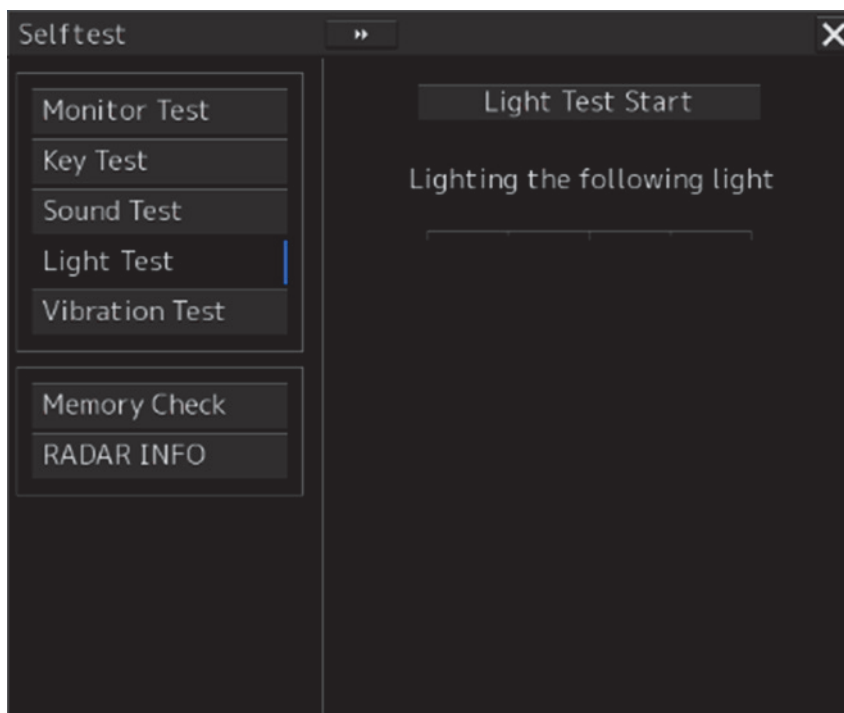 Selftest
Monitor Test
Key Test
Sound Test
Light Test
Vibration Test
Memory Check
RADAR INFO
Light Test Start
Lighting the following light